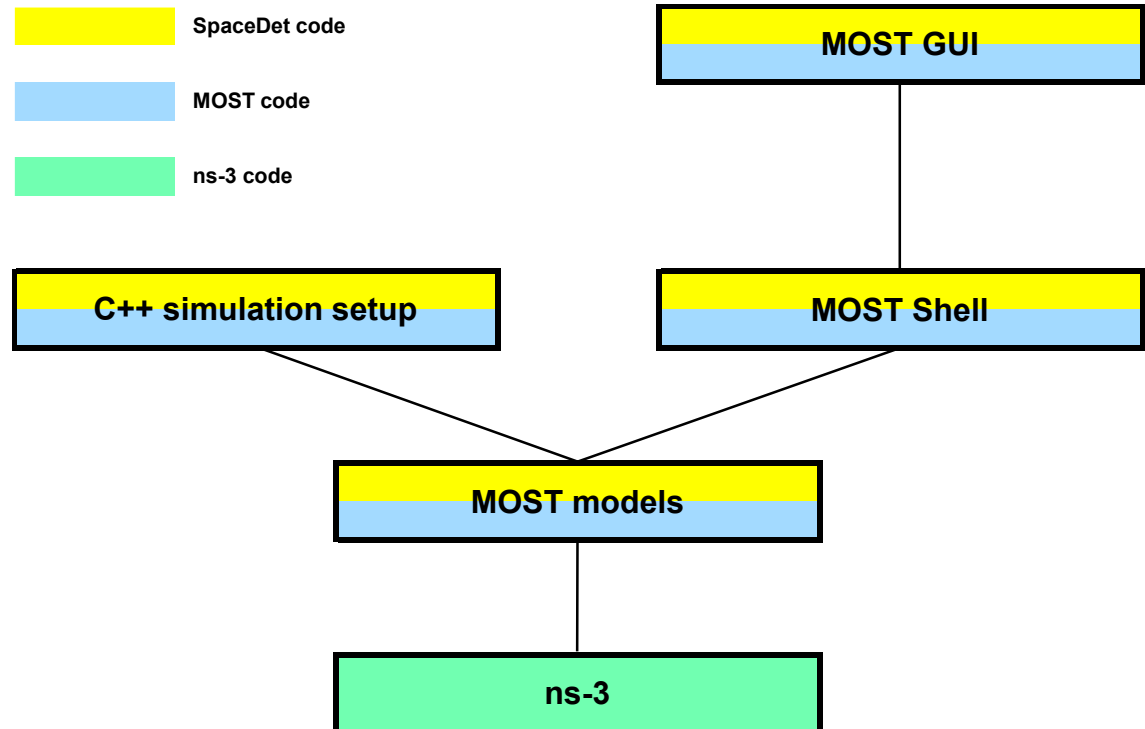 SpaceDet code
MOST GUI
MOST code
ns-3 code
C++ simulation setup
MOST Shell
MOST models
ns-3